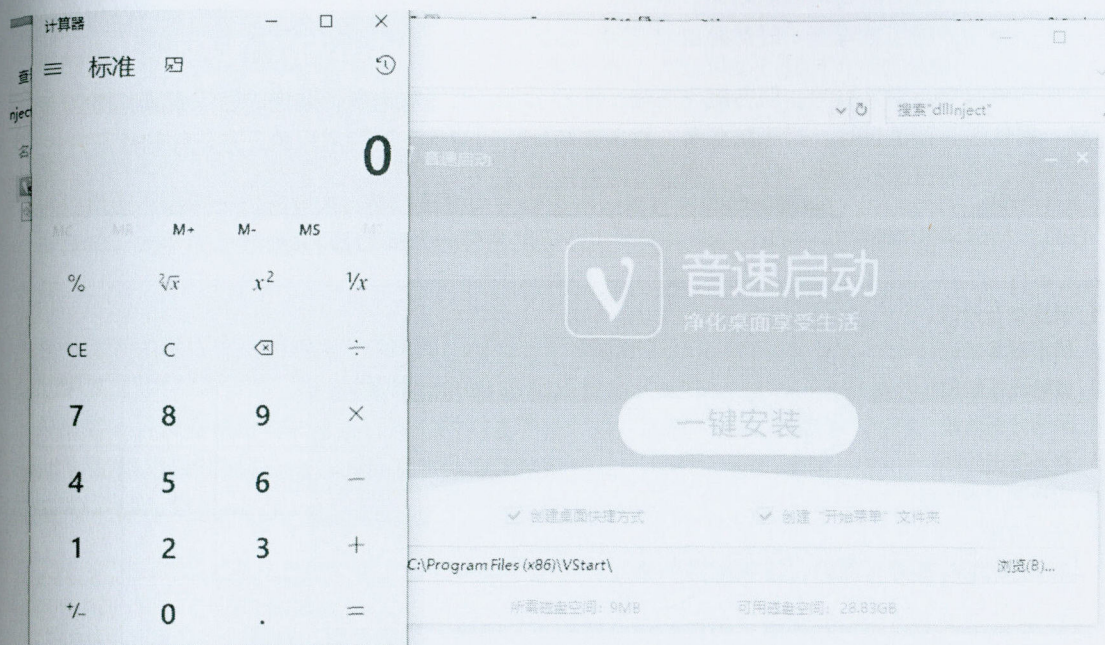 计算器
标准
0
MC MR M+ M- MS M
% ²√x x² ¹/x
CE C ÷
7 8 9 ×
4 5 6 −
1 2 3 +
+/− 0 . =
查
nject
名
搜索"dllInject"
音速启动
V 音速启动
净化桌面享受生活
一键安装
创建桌面快捷方式
创建 "开始菜单" 文件夹
C:\Program Files (x86)\VStart\
浏览(B)...
所需磁盘空间：9MB
可用磁盘空间：28.83GB